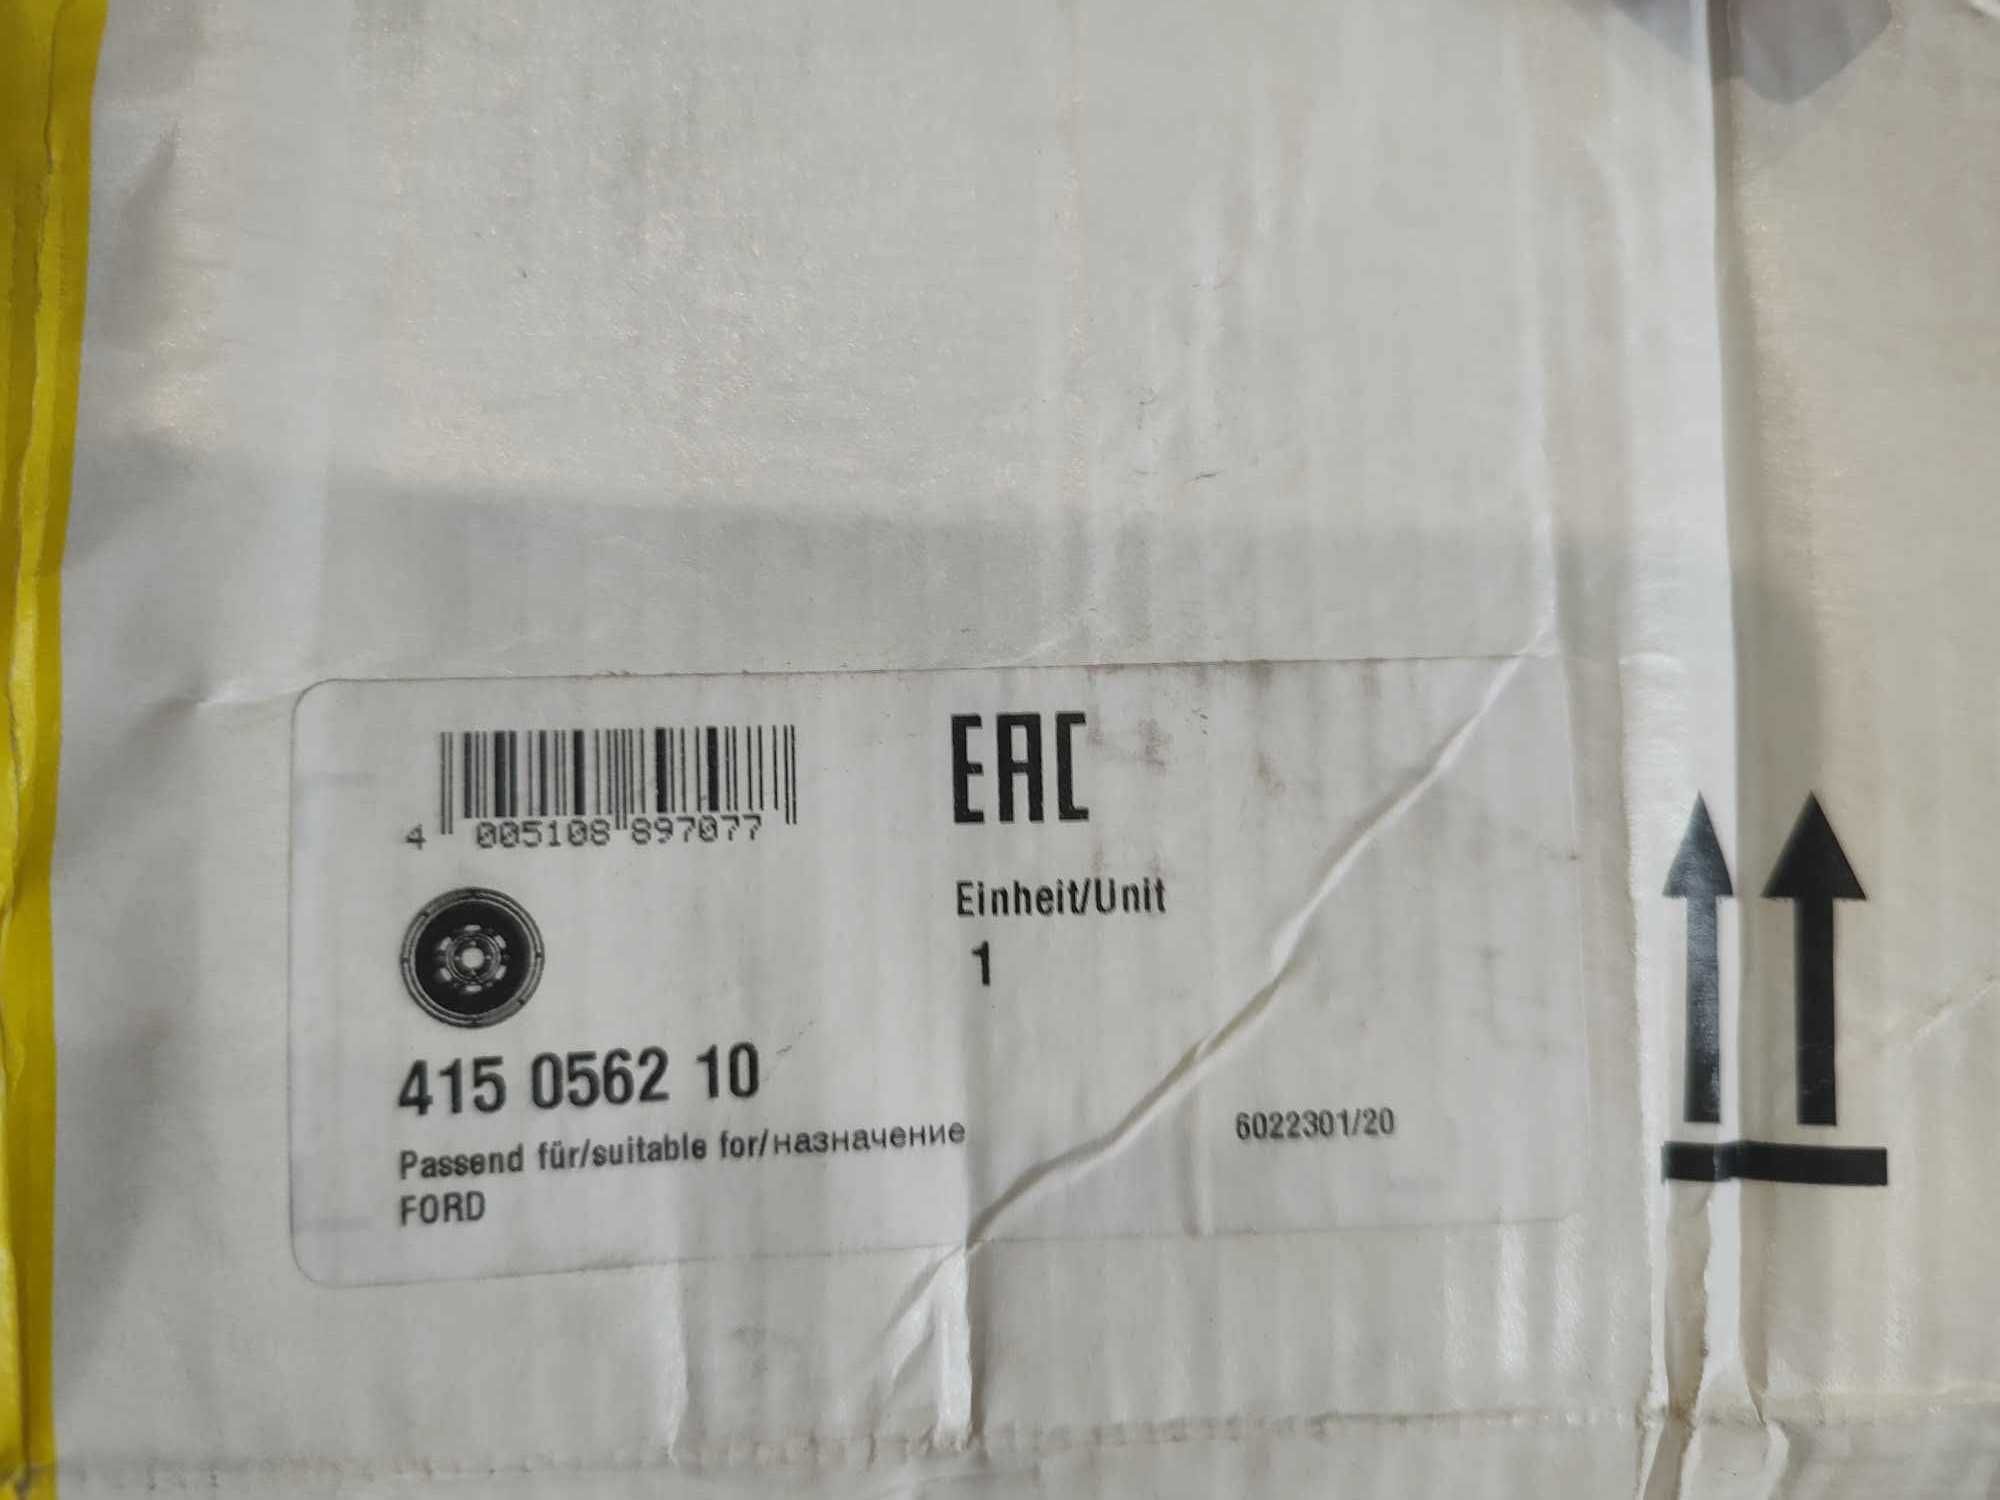 EAC
4 005108 897077
Einheit/Unit
1
415 0562 10
Passend für/suitable for/назначение
FORD
6022301/20